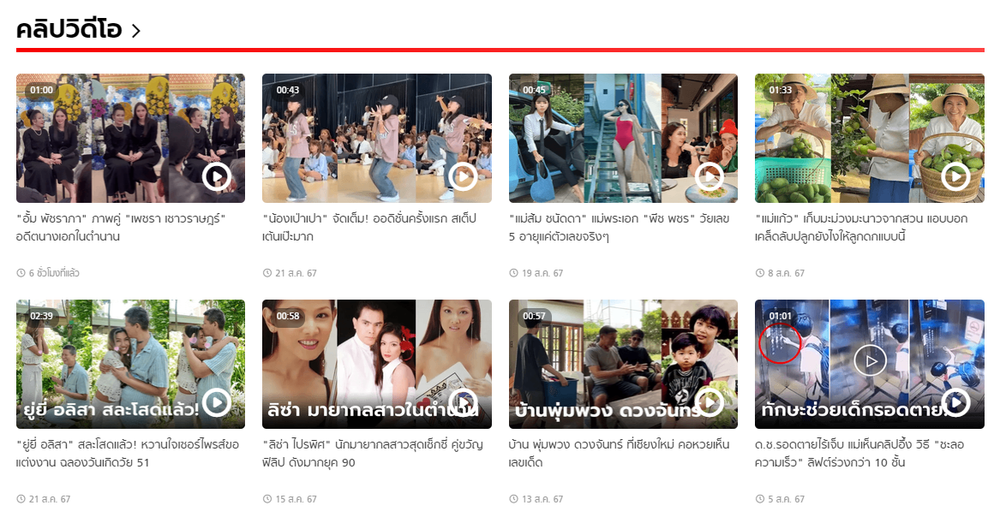 คลิปวิดีโอ >
01:00
00:43
00:45
01:33
"อั้ม พัชราภา" ภาพคู่ "เพชรา เชาวราษฎร์"
อดีตนางเอกในตำนาน
"น้องเป่าเปา" จัดเต็ม! ออดิชั่นครั้งแรก สเต็ป
เต้นเป๊ะมาก
"แม่ส้ม ชนัดดา" แม่พระเอก "พีช พชร" วัยเลข
5 อายุแค่ตัวเลขจริงๆ
"แม่แก้ว" เก็บมะม่วงมะนาวจากสวน แอบบอก
เคล็ดลับปลูกยังไงให้ลูกดกแบบนี้
6 ชั่วโมงที่แล้ว
21 ส.ค. 67
19 ส.ค. 67
8 ส.ค. 67
02:39
00:58
00:57
01:01
ยู่ยี่ อลิสา สละโสดแล้ว!
ลิซ่า มายากลสาวในตำนาน
บ้านพุ่มพวง ดวงจันทร์
ทักษะช่วยเด็กรอดตาย!
"ยู่ยี่ อลิสา" สละโสดแล้ว! หวานใจเซอร์ไพรส์ขอ
แต่งงาน ฉลองวันเกิดวัย 51
"ลิซ่า ไปรพิศ" นักมายากลสาวสุดเซ็กซี่ คู่ขวัญ
ฟิลิป ดังมากยุค 90
บ้าน พุ่มพวง ดวงจันทร์ ที่เชียงใหม่ คอหวยเห็น
เลขเด็ด
ด.ช.รอดตายไร้เจ็บ แม่เห็นคลิปอึ้ง วิธี "ชะลอ
ความเร็ว" ลิฟต์ร่วงกว่า 10 ชั้น
21 ส.ค. 67
15 ส.ค. 67
13 ส.ค. 67
5 ส.ค. 67